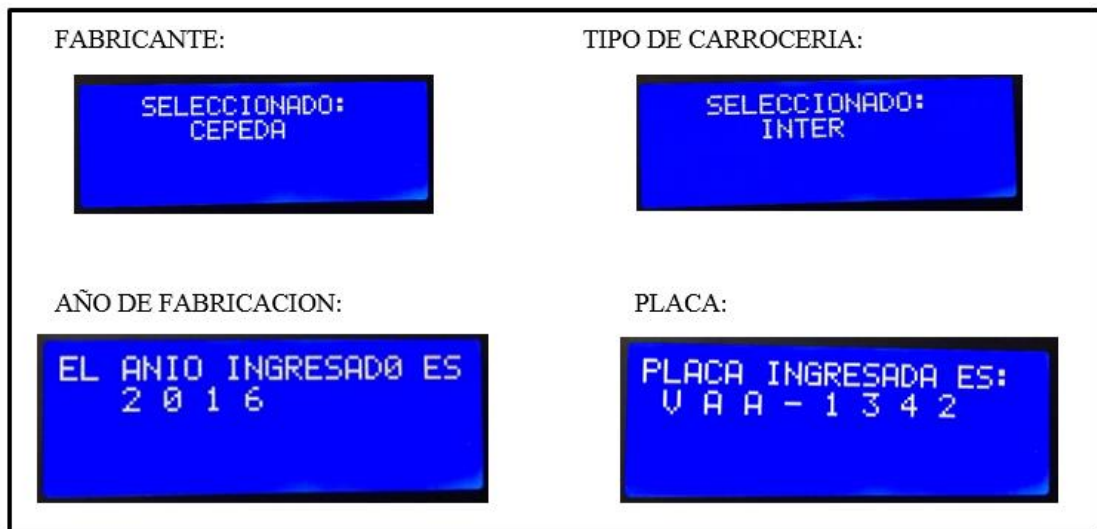 FABRICANTE:
SELECCIONADO:
CEPEDA
TIPO DE CARROCERIA:
SELECCIONADO:
INTER
AÑO DE FABRICACION:
EL ANIO INGRESAD0 ES
2 0 1 6
PLACA:
PLACA INGRESADA ES:
V A A - 1 3 4 2